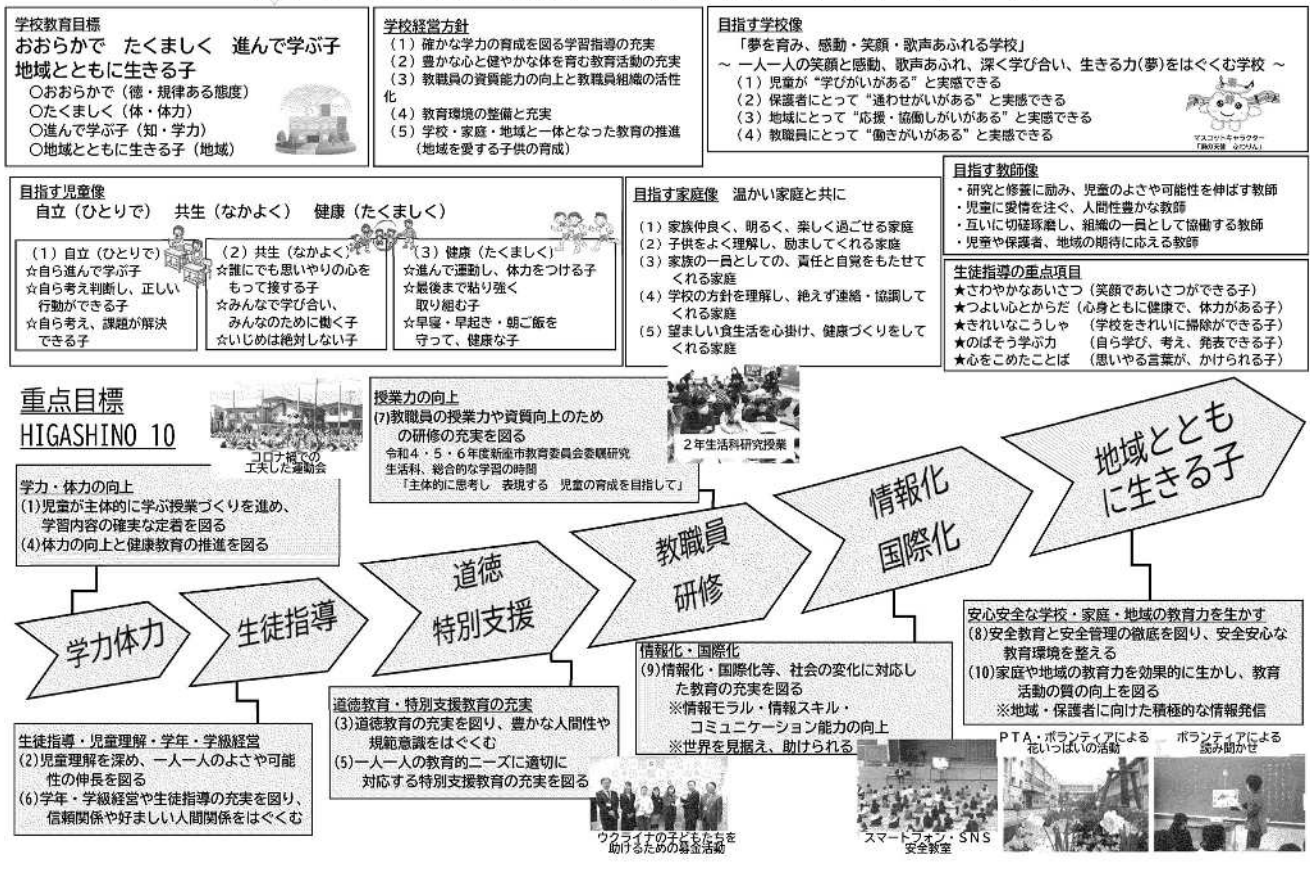 学校教育目標
おおらかで　たくましく　進んで学ぶ子
地域とともに生きる子
○おおらかで（徳・規律ある態度）
○たくましく（体・体力）
○進んで学ぶ子（知・学力）
○地域とともに生きる子（地域）
学校経営方針
（１）確かな学力の育成を図る学習指導の充実
（２）豊かな心と健やかな体を育む教育活動の充実
（３）教職員の資質能力の向上と教職員組織の活性
化
（４）教育環境の整備と充実
（５）学校・家庭・地域と一体となった教育の推進
（地域を愛する子供の育成）
目指す学校像
「夢を育み、感動・笑顔・歌声あふれる学校」
～ 一人一人の笑顔と感動、歌声あふれ、深く学び合い、生きる力(夢)をはぐくむ学校 ～
（１）児童が“学びがいがある”と実感できる
（２）保護者にとって“通わせがいがある”と実感できる
（３）地域にとって“応援・協働しがいがある”と実感できる
（４）教職員にとって“働きがいがある”と実感できる
マスコットキャラクター
目指す児童像
自立（ひとりで）　共生（なかよく）　健康（たくましく）
（１）自立（ひとりで）
☆自ら進んで学ぶ子
☆自ら考え判断し、正しい
行動ができる子
☆自ら考え、課題が解決
できる子
（２）共生（なかよく）
☆誰にでも思いやりの心を
もって接する子
☆みんなで学び合い、
みんなのために働く子
☆いじめは絶対しない子
（３）健康（たくましく）
☆進んで運動し、体力をつける子
☆最後まで粘り強く
取り組む子
☆早寝・早起き・朝ご飯を
守って、健康な子
目指す家庭像　温かい家庭と共に
（１）家族仲良く、明るく、楽しく過ごせる家庭
（２）子供をよく理解し、励ましてくれる家庭
（３）家族の一員としての、責任と自覚をもたせて
くれる家庭
（４）学校の方針を理解し、絶えず連絡・協調して
くれる家庭
（５）望ましい食生活を心掛け、健康づくりをして
くれる家庭
目指す教師像
・研究と修養に励み、児童のよさや可能性を伸ばす教師
・児童に愛情を注ぐ、人間性豊かな教師
・互いに切磋琢磨し、組織の一員として協働する教師
・児童や保護者、地域の期待に応える教師
生徒指導の重点項目
★さわやかなあいさつ（笑顔であいさつができる子）
★つよい心とからだ（心身ともに健康で、体力がある子）
★きれいなこうしゃ　（学校をきれいに掃除ができる子）
★のばそう学ぶ力　（自ら学び、考え、発表できる子）
★心をこめたことば　（思いやる言葉が、かけられる子）
重点目標
HIGASHINO 10
コロナ禍での
工夫した運動会
授業力の向上
(7)教職員の授業力や資質向上のため
の研修の充実を図る
令和４・５・６年度新座市教育委員会委嘱研究
生活科、総合的な学習の時間
「主体的に思考し　表現する　児童の育成を目指して」
２年生活科研究授業
学力・体力の向上
(1)児童が主体的に学ぶ授業づくりを進め、
学習内容の確実な定着を図る
(4)体力の向上と健康教育の推進を図る
学力体力
生徒指導
道徳
特別支援
教職員
研修
情報化
国際化
地域ととも
に生きる子
生徒指導・児童理解・学年・学級経営
(2)児童理解を深め、一人一人のよさや可能
性の伸長を図る
(6)学年・学級経営や生徒指導の充実を図り、
信頼関係や好ましい人間関係をはぐくむ
道徳教育・特別支援教育の充実
(3)道徳教育の充実を図り、豊かな人間性や
規範意識をはぐくむ
(5)一人一人の教育的ニーズに適切に
対応する特別支援教育の充実を図る
ウクライナの子どもたちを
助けるための募金活動
情報化・国際化
(9)情報化・国際化等、社会の変化に対応し
た教育の充実を図る
※情報モラル・情報スキル・
コミュニケーション能力の向上
※世界を見据え、助けられる
スマートフォン・ＳＮＳ
安全教室
安心安全な学校・家庭・地域の教育力を生かす
(8)安全教育と安全管理の徹底を図り、安全安心な
教育環境を整える
(10)家庭や地域の教育力を効果的に生かし、教育
活動の質の向上を図る
※地域・保護者に向けた積極的な情報発信
ＰＴＡ・ボランティアによる
花いっぱいの活動
ボランティアによる
読み聞かせ